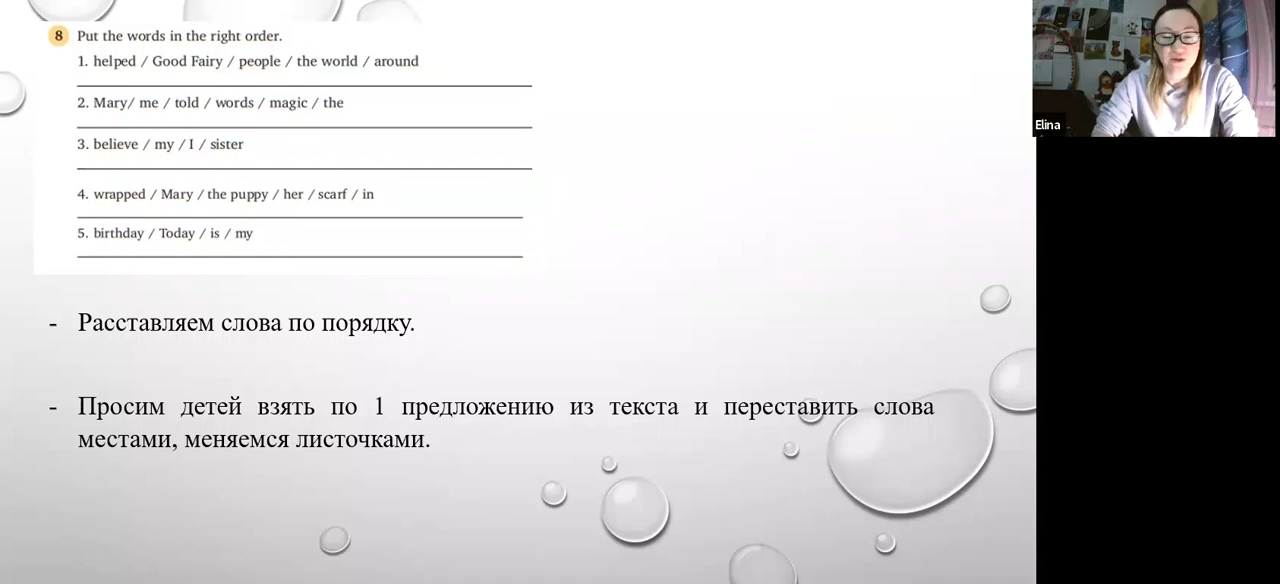 8 Put the words in the right order.
1. helped / Good Fairy / people / the world / around
2. Mary/ me / told / words / magic / the
3. believe / my / I / sister
4. wrapped / Mary / the puppy / her / scarf / in
5. birthday / Today / is / my
- Расставляем слова по порядку.
- Просим детей взять по 1 предложению из текста и переставить слова
местами, меняемся листочками.
Elina